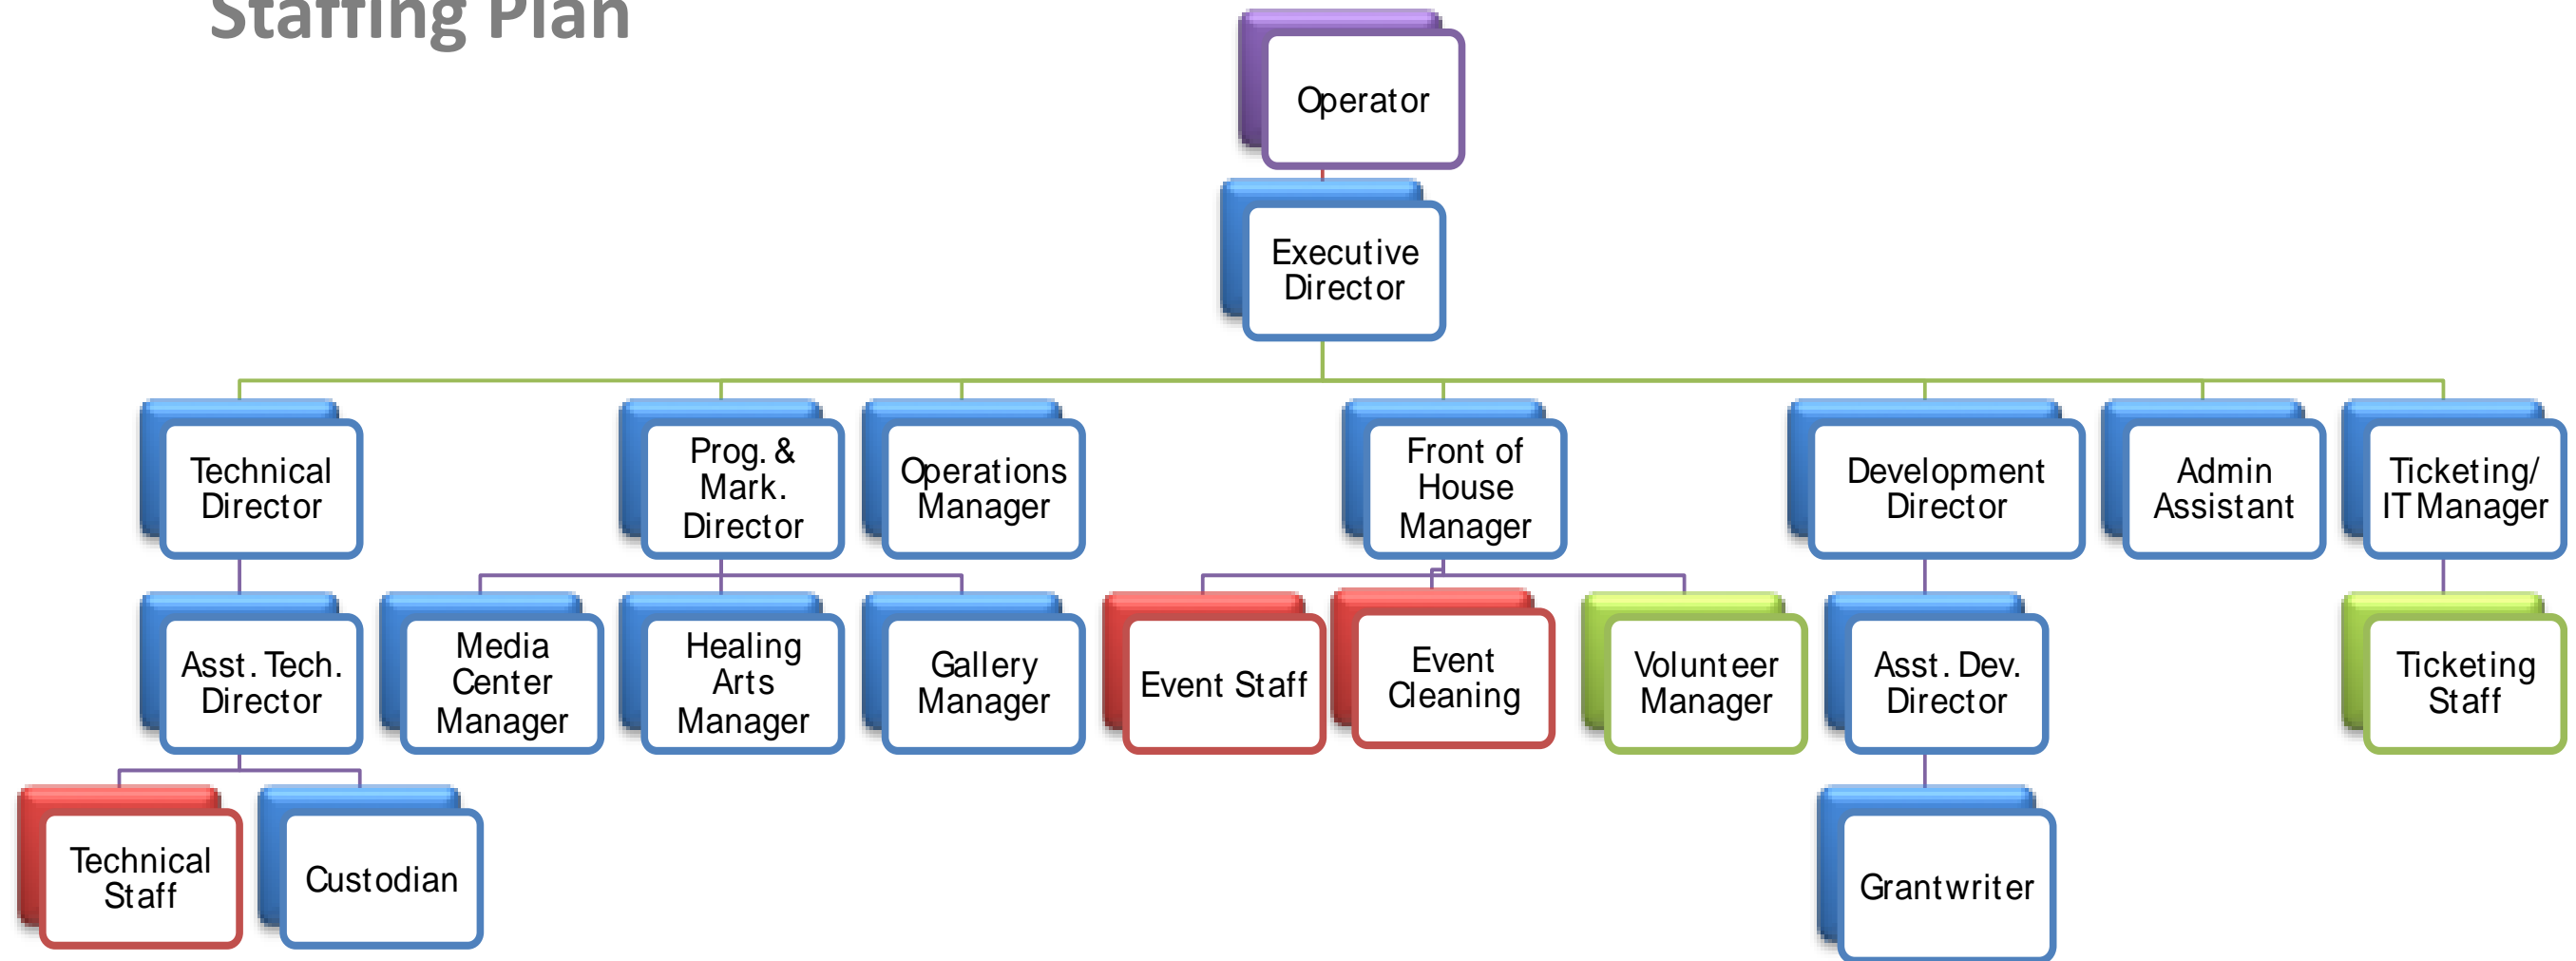 Staffing Plan
Operator
Executive
Director
Technical
Director
Prog. &
Mark.
Director
Operations
Manager
Front of
House
Manager
Development
Director
Admin
Assistant
Ticketing/
IT Manager
Asst. Tech.
Director
Media
Center
Manager
Healing
Arts
Manager
Gallery
Manager
Event Staff
Event
Cleaning
Volunteer
Manager
Asst. Dev.
Director
Ticketing
Staff
Technical
Staff
Custodian
Grantwriter